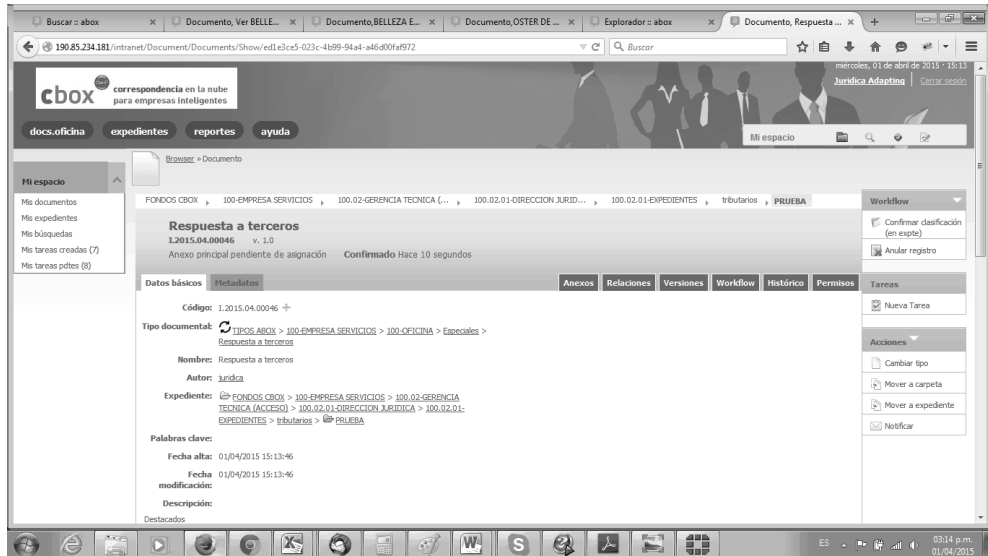 Buscar :: abox
Documento, Ver BELLE...
Documento,BELLEZA E...
Documento,OSTER DE ...
Explorador :: abox
Documento, Respuesta ...
190.85.234.181/intranet/Document/Documents/Show/ed1e3ce5-023c-4b99-94a4-a46d00faf972
Buscar
miércoles, 01 de abril de 2015 · 15:13
Juridica Adapting
Cerrar sesión
cbox
correspondencia en la nube
para empresas inteligentes
docs.oficina
expedientes
reportes
ayuda
Mi espacio
Browser » Documento
Mi espacio
Mis documentos
Mis expedientes
Mis búsquedas
Mis tareas creadas (7)
Mis tareas pdtes (8)
FONDOS CBOX
100-EMPRESA SERVICIOS
100.02-GERENCIA TECNICA (...
100.02.01-DIRECCION JURID...
100.02.01-EXPEDIENTES
tributarios
PRUEBA
Respuesta a terceros
I.2015.04.00046 v. 1.0
Anexo principal pendiente de asignación Confirmado Hace 10 segundos
Datos básicos
Metadatos
Anexos
Relaciones
Versiones
Workflow
Histórico
Permisos
Código: I.2015.04.00046
Tipo documental: TIPOS ABOX > 100-EMPRESA SERVICIOS > 100-OFICINA > Especiales >
Respuesta a terceros
Nombre: Respuesta a terceros
Autor: juridica
Expediente: FONDOS CBOX > 100-EMPRESA SERVICIOS > 100.02-GERENCIA
TECNICA (ACCESO) > 100.02.01-DIRECCION JURIDICA > 100.02.01-
EXPEDIENTES > tributarios > PRUEBA
Palabras clave:
Fecha alta: 01/04/2015 15:13:46
Fecha modificación: 01/04/2015 15:13:46
Descripción:
Destacados
Workflow
Confirmar clasificación
(en expte)
Anular registro
Tareas
Nueva Tarea
Acciones
Cambiar tipo
Mover a carpeta
Mover a expediente
Notificar
ES
03:14 p.m.
01/04/2015